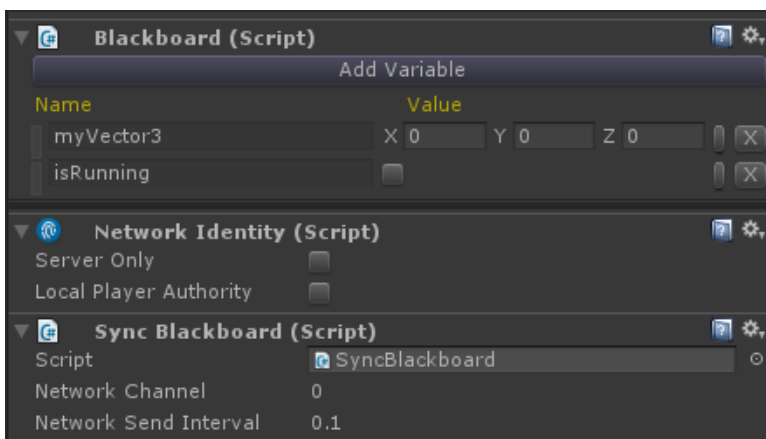 Blackboard (Script)
Add Variable
Name Value
myVector3 X 0 Y 0 Z 0 X
isRunning X
Network Identity (Script)
Server Only
Local Player Authority
Sync Blackboard (Script)
Script SyncBlackboard
Network Channel 0
Network Send Interval 0.1